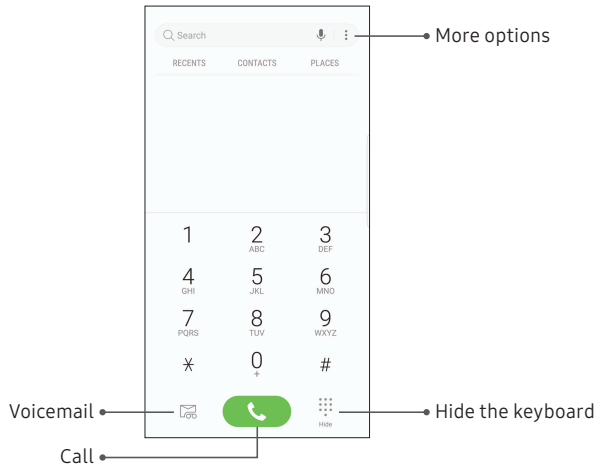 Search
More options
RECENTS CONTACTS PLACES
1 2 3
ABC DEF
4 5 6
GHI JKL MNO
7 8 9
PQRS TUV WXYZ
* 0 #
+
Voicemail
Hide the keyboard
Hide
Call